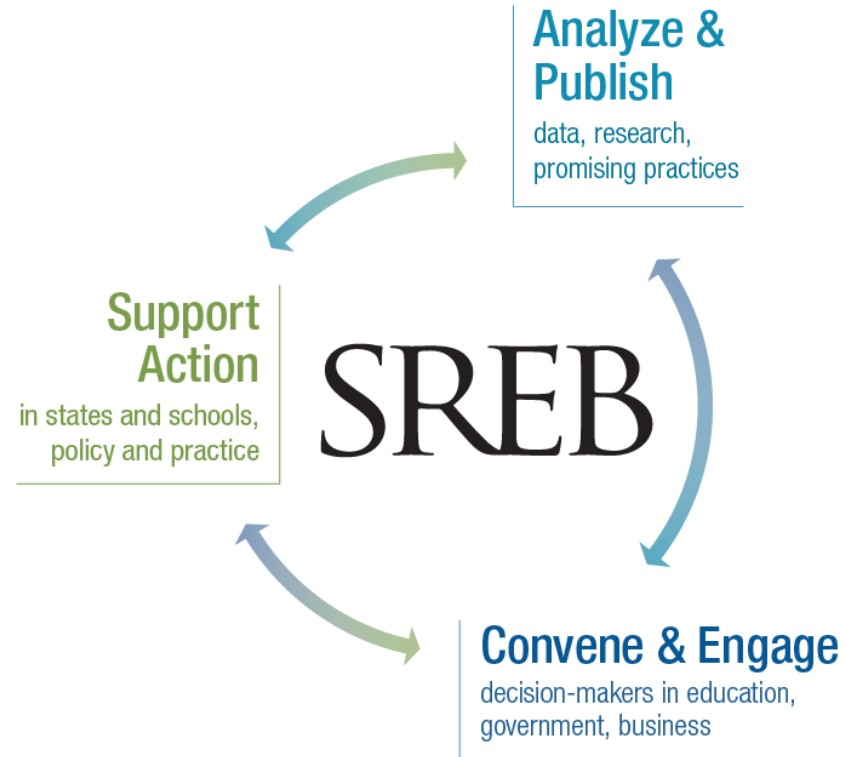 Analyze &
Publish
data, research,
promising practices
Support
Action
in states and schools,
policy and practice
SREB
Convene & Engage
decision-makers in education,
government, business